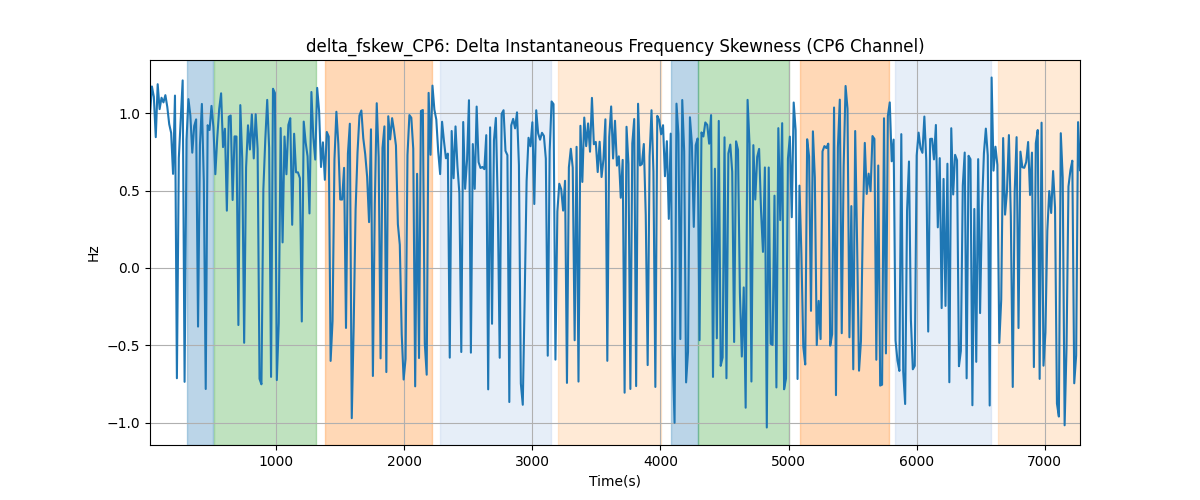 delta_fskew_CP6: Delta Instantaneous Frequency Skewness (CP6 Channel)
1.0
0.5
0.0
−0.5
−1.0
Hz
1000 2000 3000 4000 5000 6000 7000
Time(s)